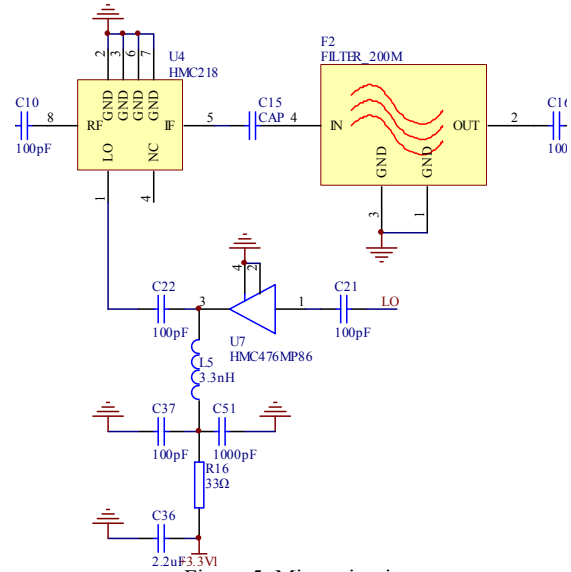 U4
HMC218
F2
FILTER_200M
2
3
6
7
GND
GND
GND
GND
C10
8
RF
IF
5
C15
CAP
4
IN
OUT
2
C16
100pF
LO
NC
GND
GND
100
1
4
3
1
4
2
C22
3
1
C21
LO
100pF
U7
HMC476MP86
100pF
L5
3.3nH
C37
C51
100pF
1000pF
R16
33Ω
C36
2.2uF
+3.3V1